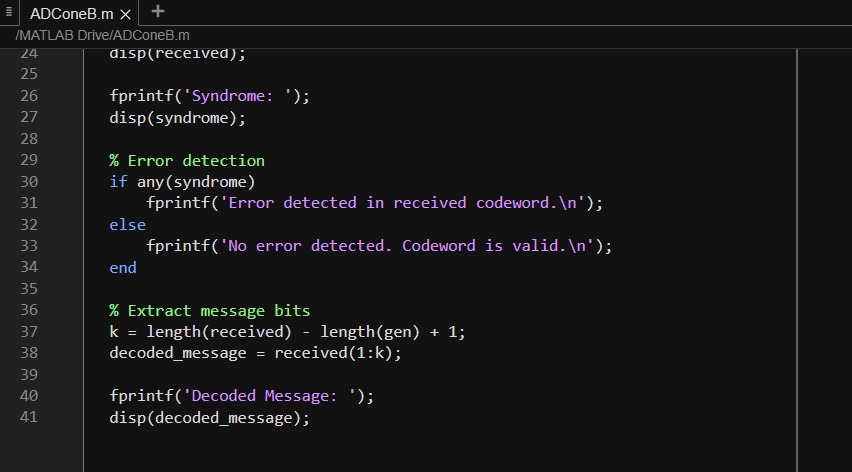 ADConeB.m × +
/MATLAB Drive/ADConeB.m
24 disp(received);
25
26 fprintf('Syndrome: ');
27 disp(syndrome);
28
29 % Error detection
30 if any(syndrome)
31 fprintf('Error detected in received codeword.\n');
32 else
33 fprintf('No error detected. Codeword is valid.\n');
34 end
35
36 % Extract message bits
37 k = length(received) - length(gen) + 1;
38 decoded_message = received(1:k);
39
40 fprintf('Decoded Message: ');
41 disp(decoded_message);